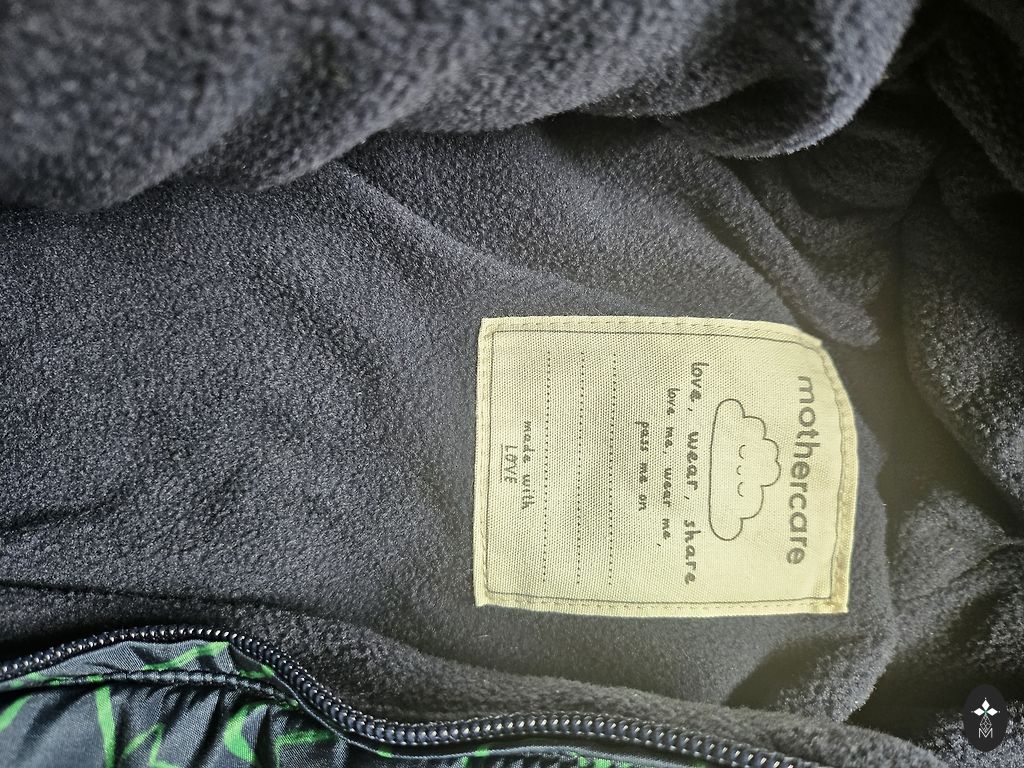 mothercare
love, wear, share
love me, wear me,
pass me on
made with
LOVE
M